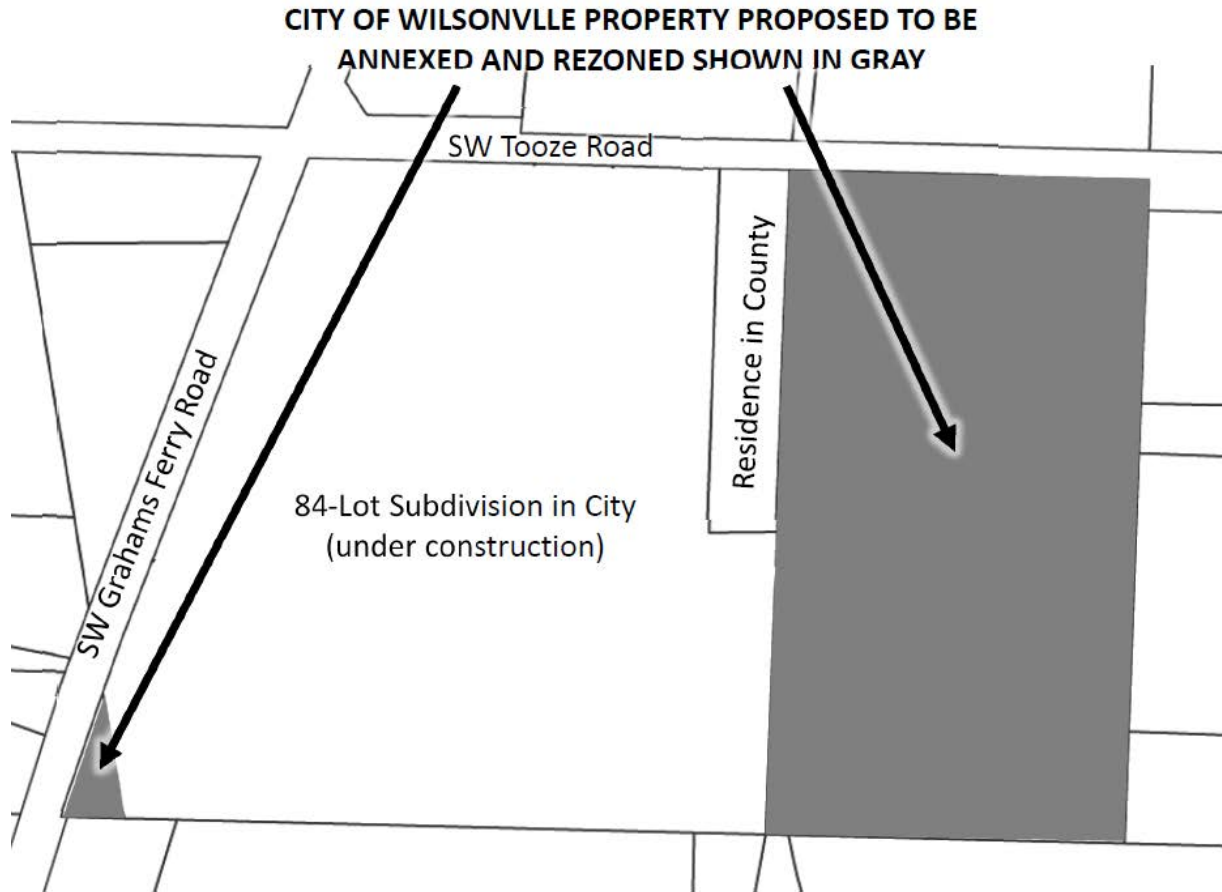 CITY OF WILSONVLLE PROPERTY PROPOSED TO BE
ANNEXED AND REZONED SHOWN IN GRAY
SW Tooze Road
Residence in County
84-Lot Subdivision in City
(under construction)
SW Grahams Ferry Road